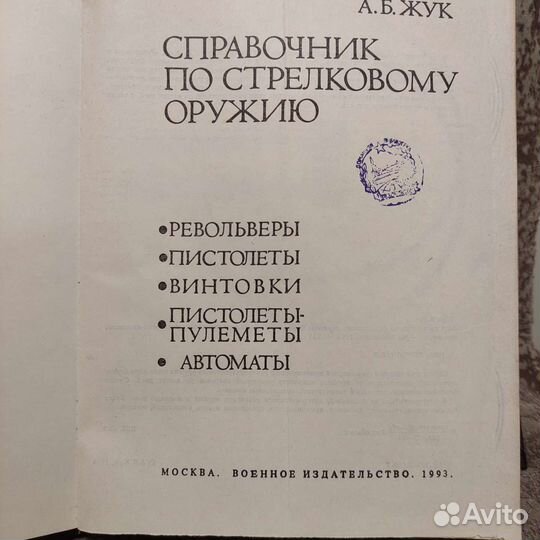 А.Б.ЖУК
СПРАВОЧНИК
ПО СТРЕЛКОВОМУ
ОРУЖИЮ
•РЕВОЛЬВЕРЫ
•ПИСТОЛЕТЫ
•ВИНТОВКИ
•ПИСТОЛЕТЫ-
ПУЛЕМЕТЫ
• АВТОМАТЫ
МОСКВА. ВОЕННОЕ ИЗДАТЕЛЬСТВО. 1993.
Avito